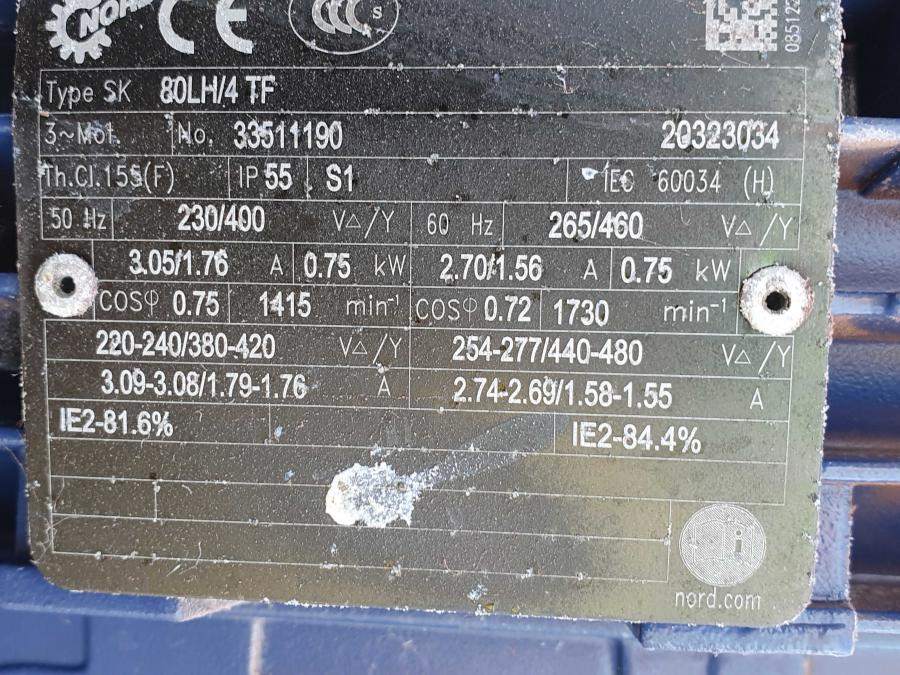 NORD CE CCC S
08512
Type SK 80LH/4 TF
3~Mot. No. 33511190 20323034
Th.Cl.155(F) IP55 S1 IEC 60034 (H)
50 Hz 230/400 V△/Y 60 Hz 265/460 V△/Y
3.05/1.76 A 0.75 kW 2.70/1.56 A 0.75 kW
COSφ 0.75 1415 min⁻¹ COSφ 0.72 1730 min⁻¹
220-240/380-420 V△/Y 254-277/440-480 V△/Y
3.09-3.08/1.79-1.76 A 2.74-2.69/1.58-1.55 A
IE2-81.6% IE2-84.4%
i
nord.com